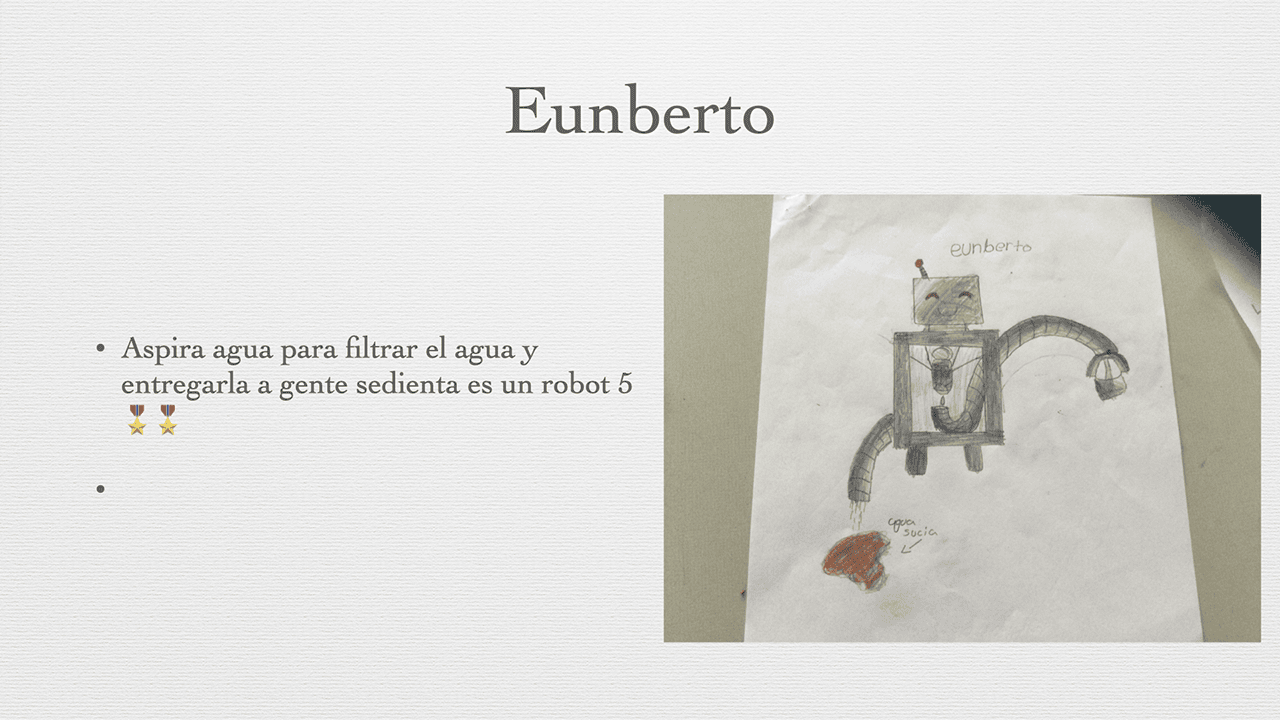 Eunberto
Aspira agua para filtrar el agua y
entregarla a gente sedienta es un robot 5
🎖🎖
eunberto
agua
sucia